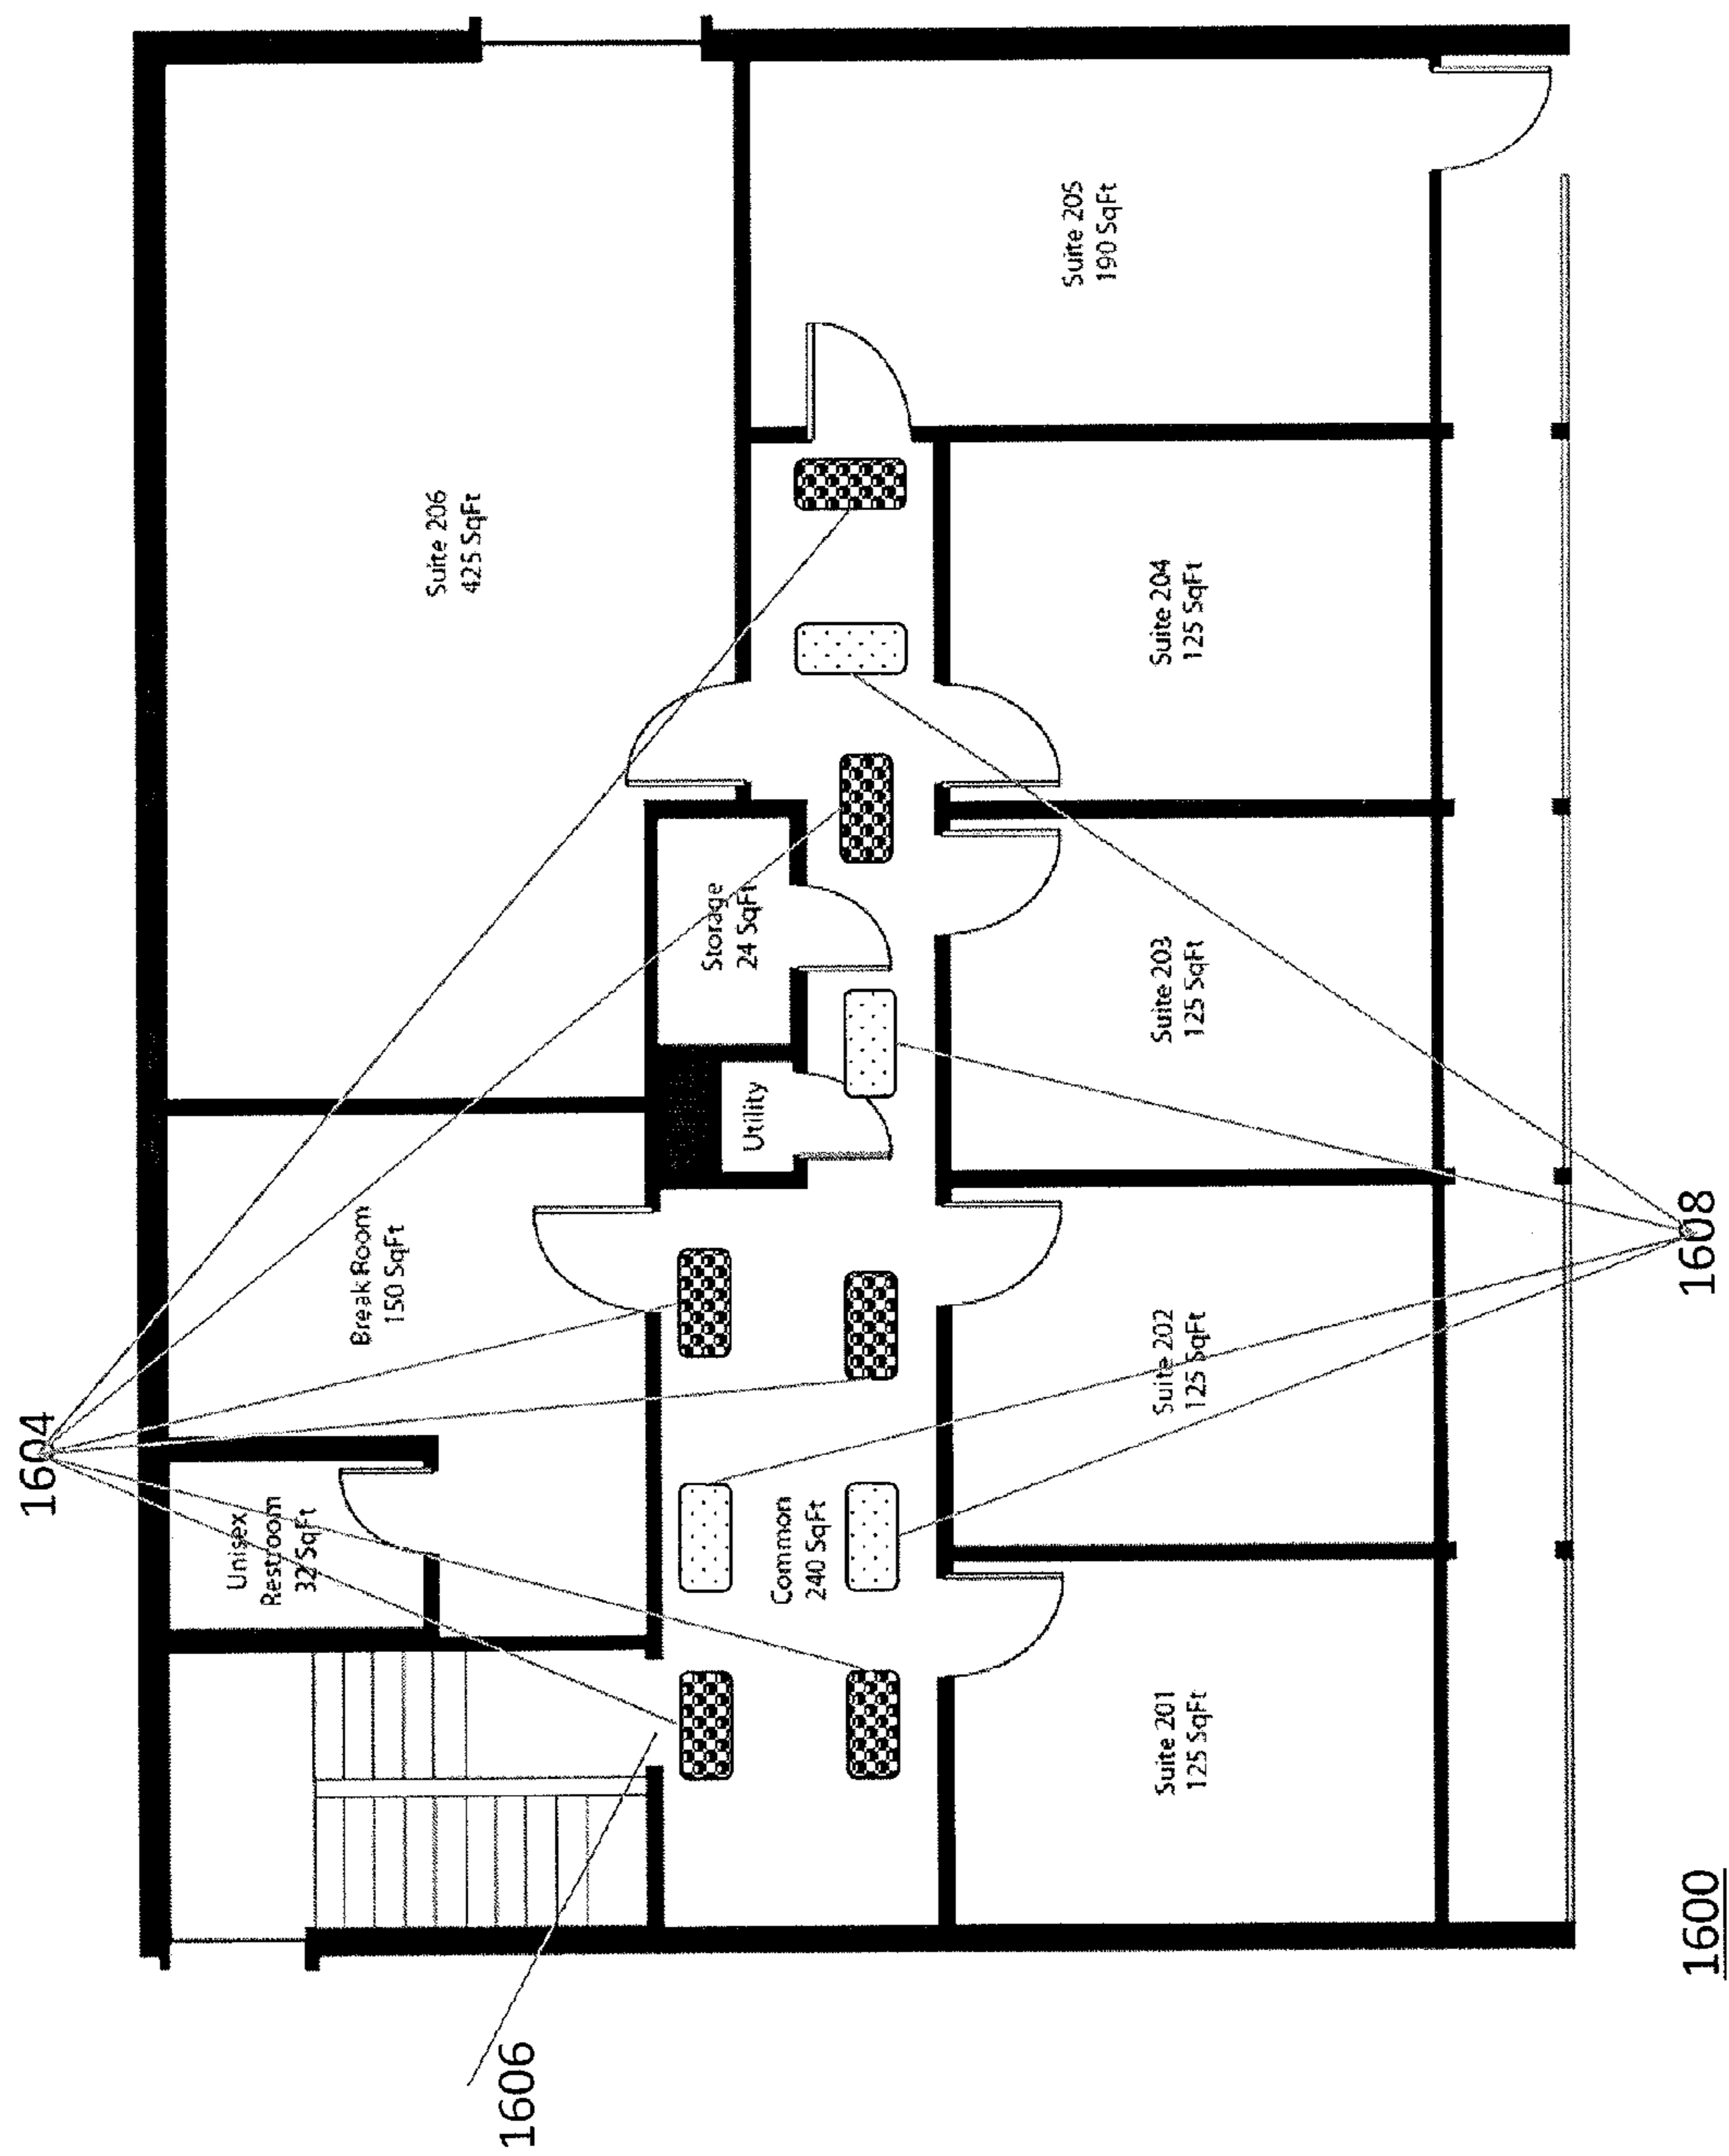 1604
1606
Unisex
Restroom
32 SqFt
Break Room
150 SqFt
Suite 206
425 SqFt
Utility
Storage
24 SqFt
Common
240 SqFt
Suite 201
125 SqFt
Suite 202
125 SqFt
Suite 203
125 SqFt
Suite 204
125 SqFt
Suite 205
190 SqFt
1608
1600